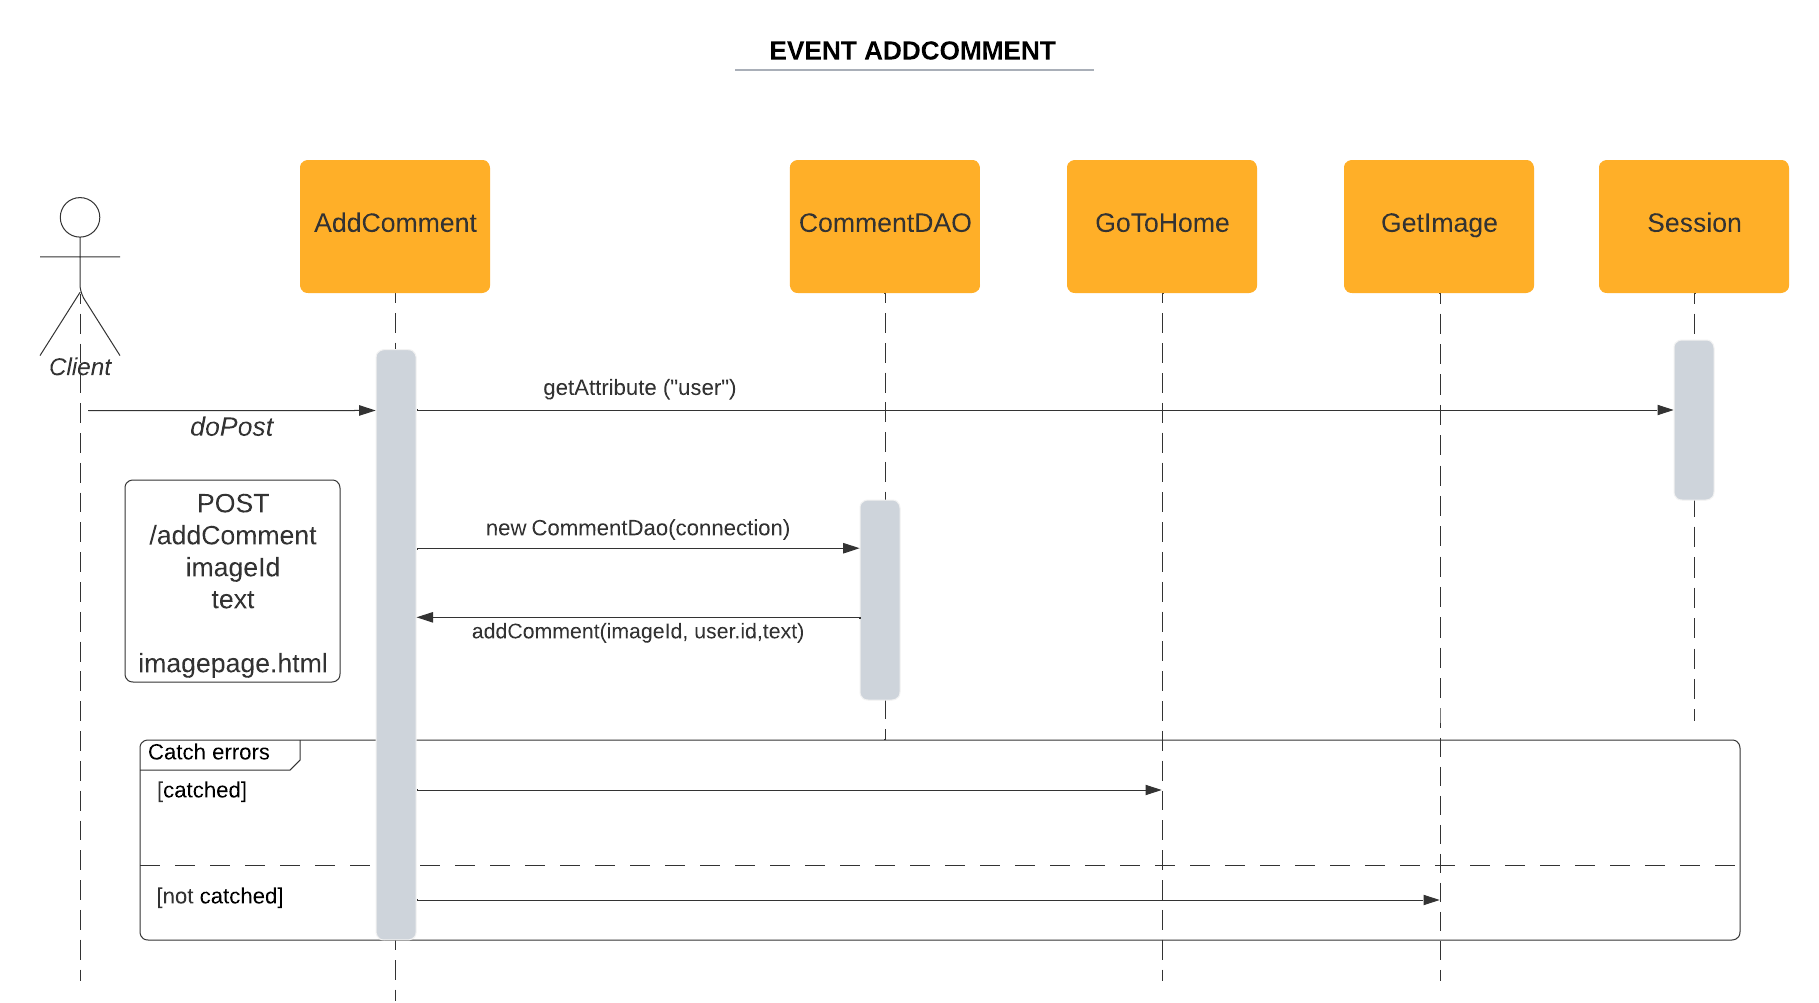 EVENT ADDCOMMENT
AddComment
CommentDAO
GoToHome
GetImage
Session
Client
getAttribute ("user")
doPost
POST
/addComment
imageId
text
imagepage.html
new CommentDao(connection)
addComment(imageId, user.id,text)
Catch errors
[catched]
[not catched]